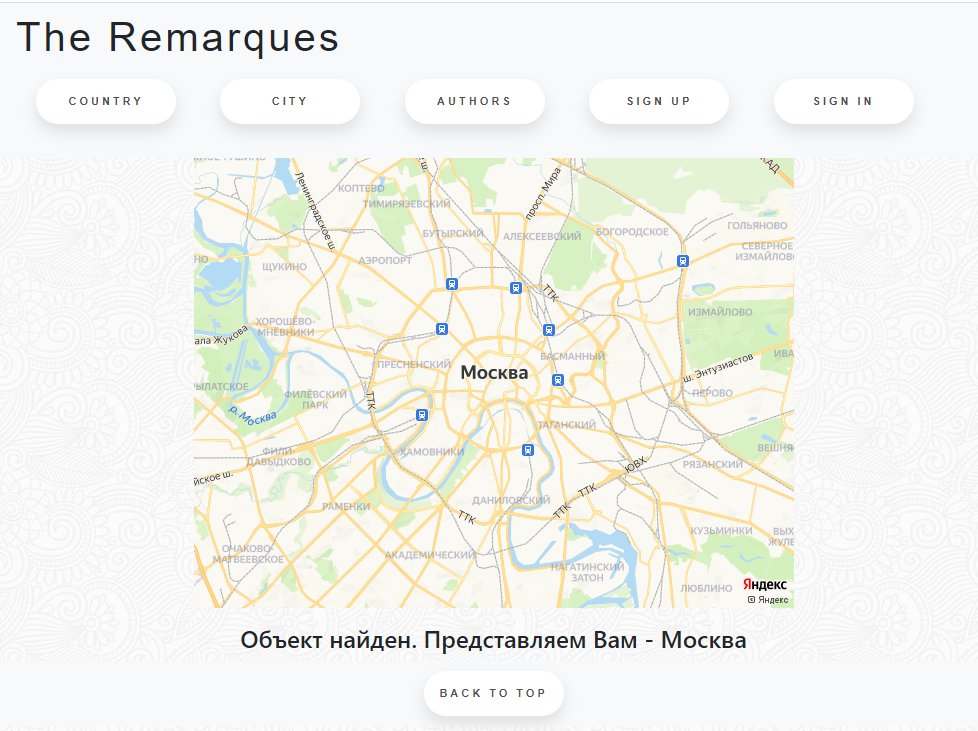 The Remarques
COUNTRY
CITY
AUTHORS
SIGN UP
SIGN IN
Ленинградское ш.
КОПТЕВО
ТИМИРЯЗЕВСКИЙ
просп. Мира
БУТЫРСКИЙ
АЛЕКСЕЕВСКИЙ
БОГОРОДСКОЕ
ГОЛЬЯНОВО
СЕВЕРНОЕ
ИЗМАЙЛОВО
ЩУКИНО
АЭРОПОРТ
ТТК
ИЗМАЙЛОВО
ХОРОШЁВО-
МНЁВНИКИ
ала Жукова
БАСМАННЫЙ
ПРЕСНЕНСКИЙ
Москва
ш. Энтузиастов
ИВА
ЫЛАТСКОЕ
ФИЛЁВСКИЙ
ПАРК
ТТК
ПЕРОВО
р. Москва
ТАГАНСКИЙ
ФИЛИ-
ДАВЫДКОВО
ХАМОВНИКИ
ВЕШНЯ
ЮВХ
РЯЗАНСКИЙ
йское ш.
ТТК
ДАНИЛОВСКИЙ
РАМЕНКИ
ТТК
ТТК
КУЗЬМИНКИ
ВЫХ
ЖУЛЕ
ОЧАКОВО-
МАТВЕЕВСКОЕ
АКАДЕМИЧЕСКИЙ
НАГАТИНСКИЙ
ЗАТОН
ЛЮБЛИНО
Яндекс
© Яндекс
Объект найден. Представляем Вам - Москва
BACK TO TOP